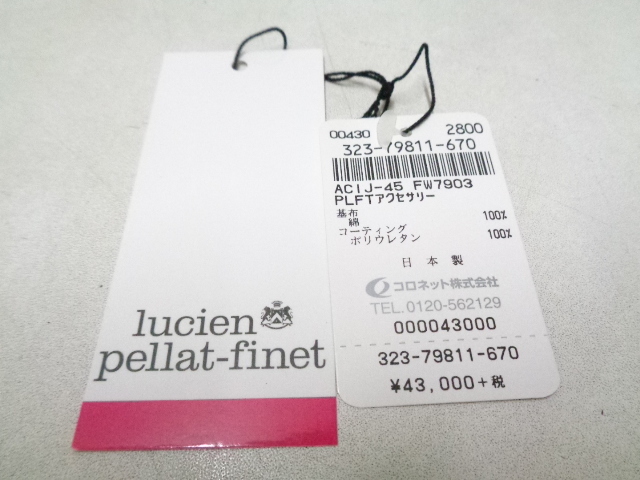 lucien
pellat-finet
00430 2800
323-79811-670
ACIJ-45 FW7903
PLFTアクセサリー
基布
綿 100%
コーティング
ポリウレタン 100%
日本製
コロネット株式会社
TEL.0120-562129
000043000
323-79811-670
¥43,000+税